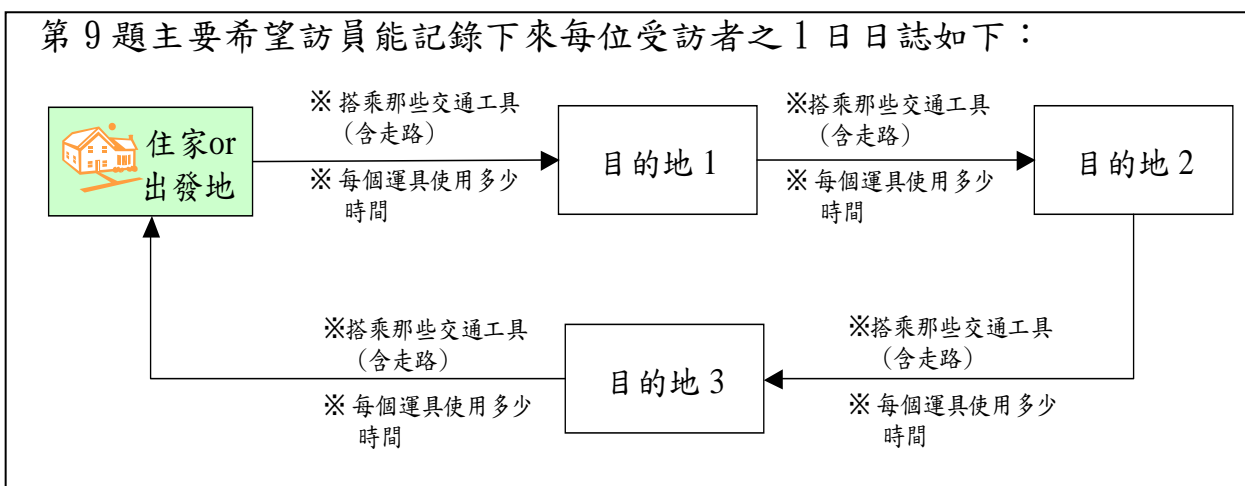 第 9 題主要希望訪員能記錄下來每位受訪者之 1 日日誌如下：
住家or
出發地
※ 搭乘那些交通工具
(含走路)
※ 每個運具使用多少
時間
目的地 1
※搭乘那些交通工具
(含走路)
※ 每個運具使用多少
時間
目的地 2
※搭乘那些交通工具
(含走路)
※ 每個運具使用多少
時間
目的地 3
※搭乘那些交通工具
(含走路)
※ 每個運具使用多少
時間